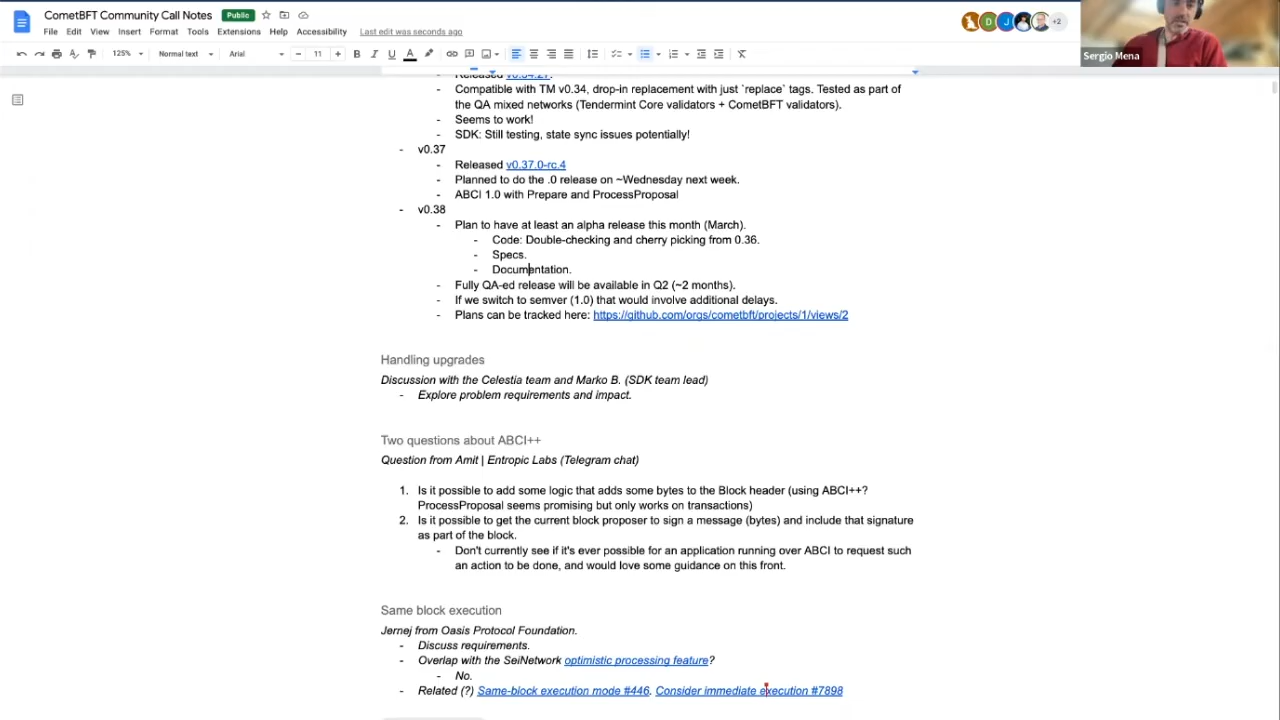 CometBFT Community Call Notes
Public
File Edit View Insert Format Tools Extensions Help Accessibility Last edit was seconds ago
D J +2
125% Normal text Arial 11
Sergio Mena
- Released v0.34.27.
- Compatible with TM v0.34, drop-in replacement with just `replace` tags. Tested as part of
the QA mixed networks (Tendermint Core validators + CometBFT validators).
- Seems to work!
- SDK: Still testing, state sync issues potentially!
- v0.37
- Released v0.37.0-rc.4
- Planned to do the .0 release on ~Wednesday next week.
- ABCI 1.0 with Prepare and ProcessProposal
- v0.38
- Plan to have at least an alpha release this month (March).
- Code: Double-checking and cherry picking from 0.36.
- Specs.
- Documentation.
- Fully QA-ed release will be available in Q2 (~2 months).
- If we switch to semver (1.0) that would involve additional delays.
- Plans can be tracked here: https://github.com/orgs/cometbft/projects/1/views/2
Handling upgrades
Discussion with the Celestia team and Marko B. (SDK team lead)
- Explore problem requirements and impact.
Two questions about ABCI++
Question from Amit | Entropic Labs (Telegram chat)
1. Is it possible to add some logic that adds some bytes to the Block header (using ABCI++?
ProcessProposal seems promising but only works on transactions)
2. Is it possible to get the current block proposer to sign a message (bytes) and include that signature
as part of the block.
- Don't currently see if it's ever possible for an application running over ABCI to request such
an action to be done, and would love some guidance on this front.
Same block execution
Jernej from Oasis Protocol Foundation.
- Discuss requirements.
- Overlap with the SeiNetwork optimistic processing feature?
- No.
- Related (?) Same-block execution mode #446. Consider immediate execution #7898